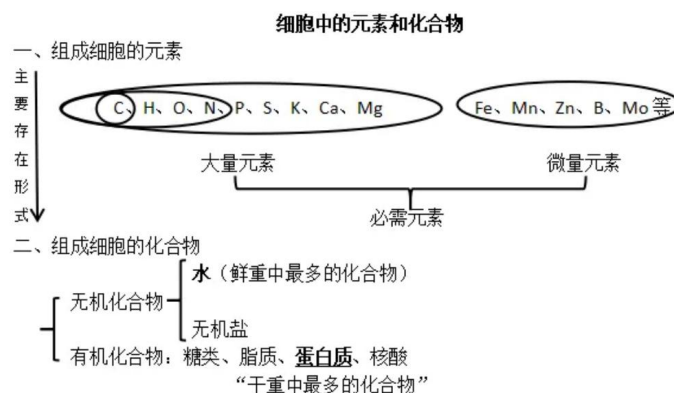 细胞中的元素和化合物
一、组成细胞的元素
主要存在形式
C、H、O、N、P、S、K、Ca、Mg
Fe、Mn、Zn、B、Mo等
大量元素
微量元素
必需元素
二、组成细胞的化合物
水（鲜重中最多的化合物）
无机化合物
无机盐
有机化合物：糖类、脂质、蛋白质、核酸
“干重中最多的化合物”